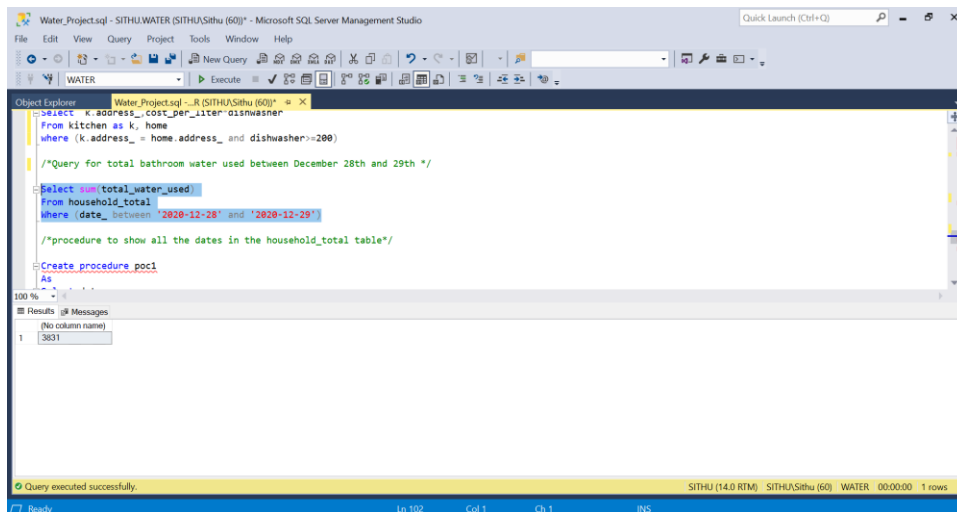 Water_Project.sql - SITHU.WATER (SITHU\Sithu (60))* - Microsoft SQL Server Management Studio
Quick Launch (Ctrl+Q)
File Edit View Query Project Tools Window Help
New Query
WATER
Execute
Object Explorer
Water_Project.sql -...R (SITHU\Sithu (60))*
Select k.address_,cost_per_liter*dishwasher
From kitchen as k, home
where (k.address_ = home.address_ and dishwasher>=200)
/*Query for total bathroom water used between December 28th and 29th */
Select sum(total_water_used)
From household_total
Where (date_ between '2020-12-28' and '2020-12-29')
/*procedure to show all the dates in the household_total table*/
Create procedure poc1
As
100 %
Results Messages
(No column name)
1 3831
Query executed successfully.
SITHU (14.0 RTM) SITHU\Sithu (60) WATER 00:00:00 1 rows
Ready
Ln 102 Col 1 Ch 1 INS